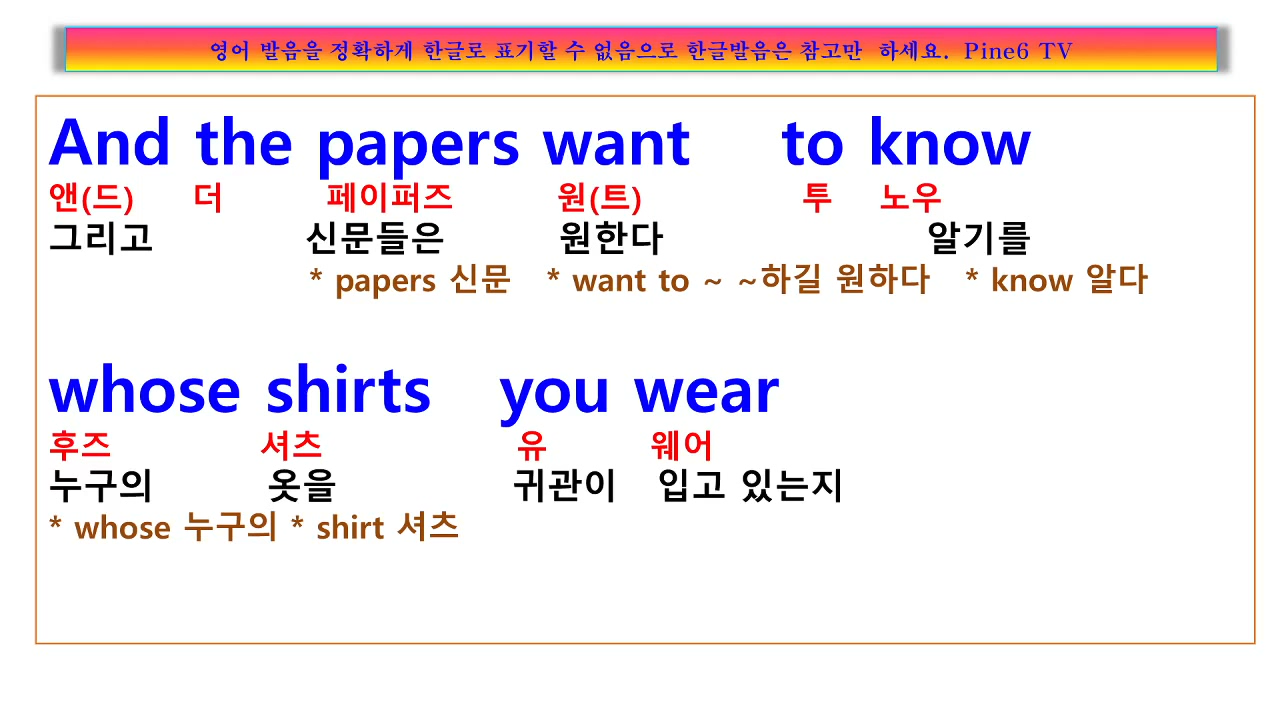 영어 발음을 정확하게 한글로 표기할 수 없음으로 한글발음은 참고만 하세요. Pine6 TV
And the papers want to know
앤(드) 더 페이퍼즈 원(트) 투 노우
그리고 신문들은 원한다 알기를
* papers 신문 * want to ~ ~하길 원하다 * know 알다
whose shirts you wear
후즈 셔츠 유 웨어
누구의 옷을 귀관이 입고 있는지
* whose 누구의 * shirt 셔츠